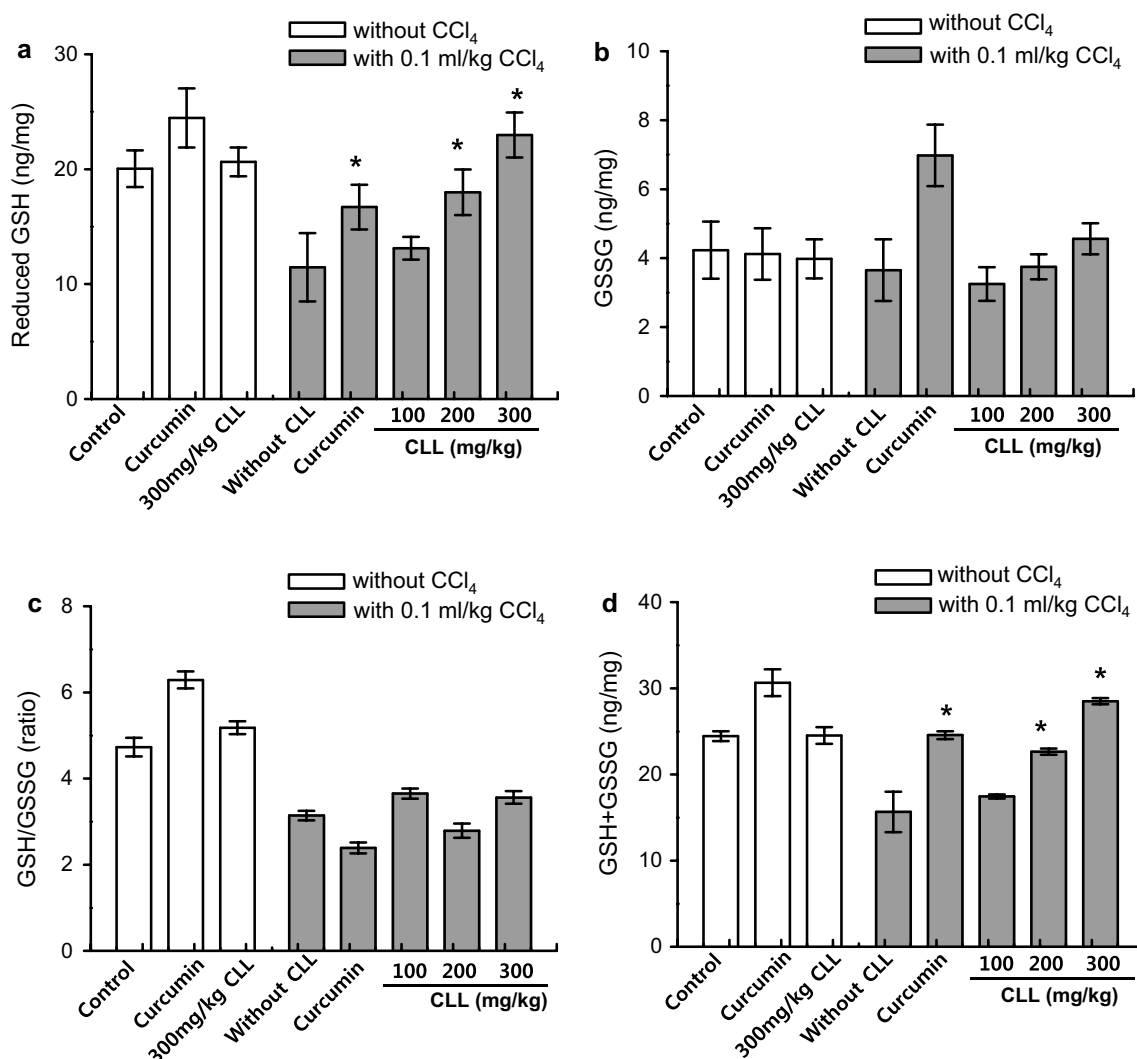 a
without CCl4
with 0.1 ml/kg CCl4
Reduced GSH (ng/mg)
30
20
10
0
Control
Curcumin
300mg/kg CLL
Without CLL
Curcumin
100 200 300
CLL (mg/kg)
* * *
b
without CCl4
with 0.1 ml/kg CCl4
GSSG (ng/mg)
10
8
6
4
2
0
Control
Curcumin
300mg/kg CLL
Without CLL
Curcumin
100 200 300
CLL (mg/kg)
c
without CCl4
with 0.1 ml/kg CCl4
GSH/GSSG (ratio)
8
6
4
2
0
Control
Curcumin
300mg/kg CLL
Without CLL
Curcumin
100 200 300
CLL (mg/kg)
d
without CCl4
with 0.1 ml/kg CCl4
GSH+GSSG (ng/mg)
40
30
20
10
0
Control
Curcumin
300mg/kg CLL
Without CLL
Curcumin
100 200 300
CLL (mg/kg)
* * *